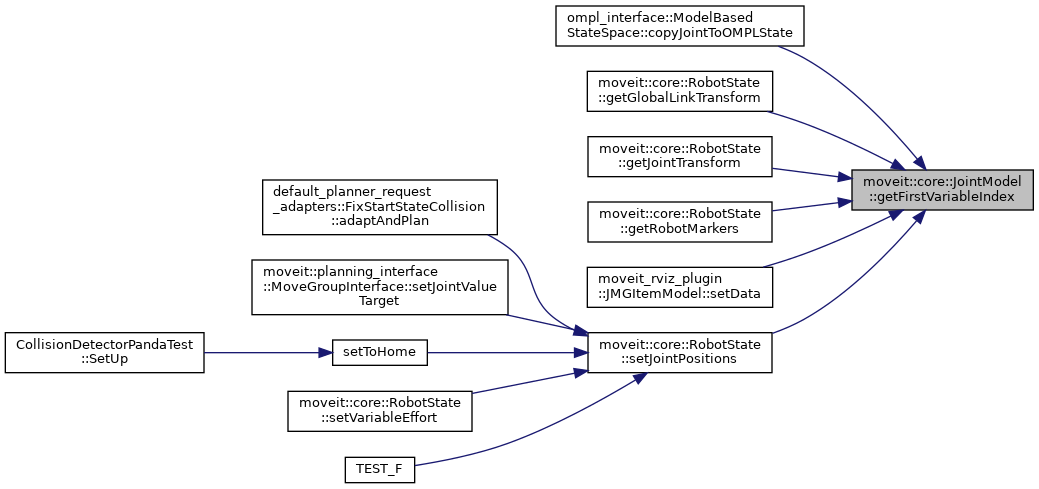 ompl_interface::ModelBased
StateSpace::copyJointToOMPLState
moveit::core::RobotState
::getGlobalLinkTransform
moveit::core::RobotState
::getJointTransform
moveit::core::JointModel
::getFirstVariableIndex
default_planner_request
_adapters::FixStartStateCollision
::adaptAndPlan
moveit::core::RobotState
::getRobotMarkers
moveit::planning_interface
::MoveGroupInterface::setJointValue
Target
moveit_rviz_plugin
::JMGItemModel::setData
CollisionDetectorPandaTest
::SetUp
setToHome
moveit::core::RobotState
::setJointPositions
moveit::core::RobotState
::setVariableEffort
TEST_F